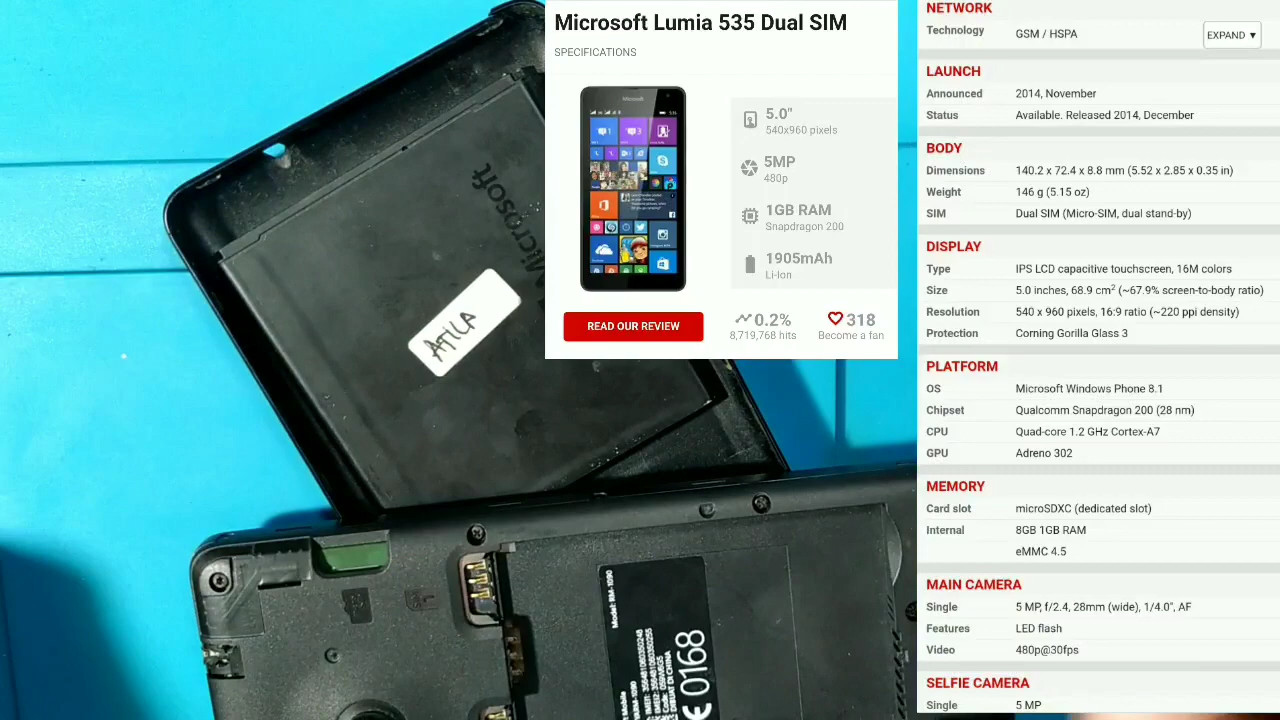 Microsoft Lumia 535 Dual SIM
SPECIFICATIONS
5.0"
540x960 pixels
5MP
480p
1GB RAM
Snapdragon 200
1905mAh
Li-Ion
READ OUR REVIEW
0.2%
8,719,768 hits
318
Become a fan
NETWORK
Technology GSM / HSPA
EXPAND ▼
LAUNCH
Announced 2014, November
Status Available. Released 2014, December
BODY
Dimensions 140.2 x 72.4 x 8.8 mm (5.52 x 2.85 x 0.35 in)
Weight 146 g (5.15 oz)
SIM Dual SIM (Micro-SIM, dual stand-by)
DISPLAY
Type IPS LCD capacitive touchscreen, 16M colors
Size 5.0 inches, 68.9 cm² (~67.9% screen-to-body ratio)
Resolution 540 x 960 pixels, 16:9 ratio (~220 ppi density)
Protection Corning Gorilla Glass 3
PLATFORM
OS Microsoft Windows Phone 8.1
Chipset Qualcomm Snapdragon 200 (28 nm)
CPU Quad-core 1.2 GHz Cortex-A7
GPU Adreno 302
MEMORY
Card slot microSDXC (dedicated slot)
Internal 8GB 1GB RAM
eMMC 4.5
MAIN CAMERA
Single 5 MP, f/2.4, 28mm (wide), 1/4.0", AF
Features LED flash
Video 480p@30fps
SELFIE CAMERA
Single 5 MP
Microsoft
ATILA
Model: RM-1090
CE 0168